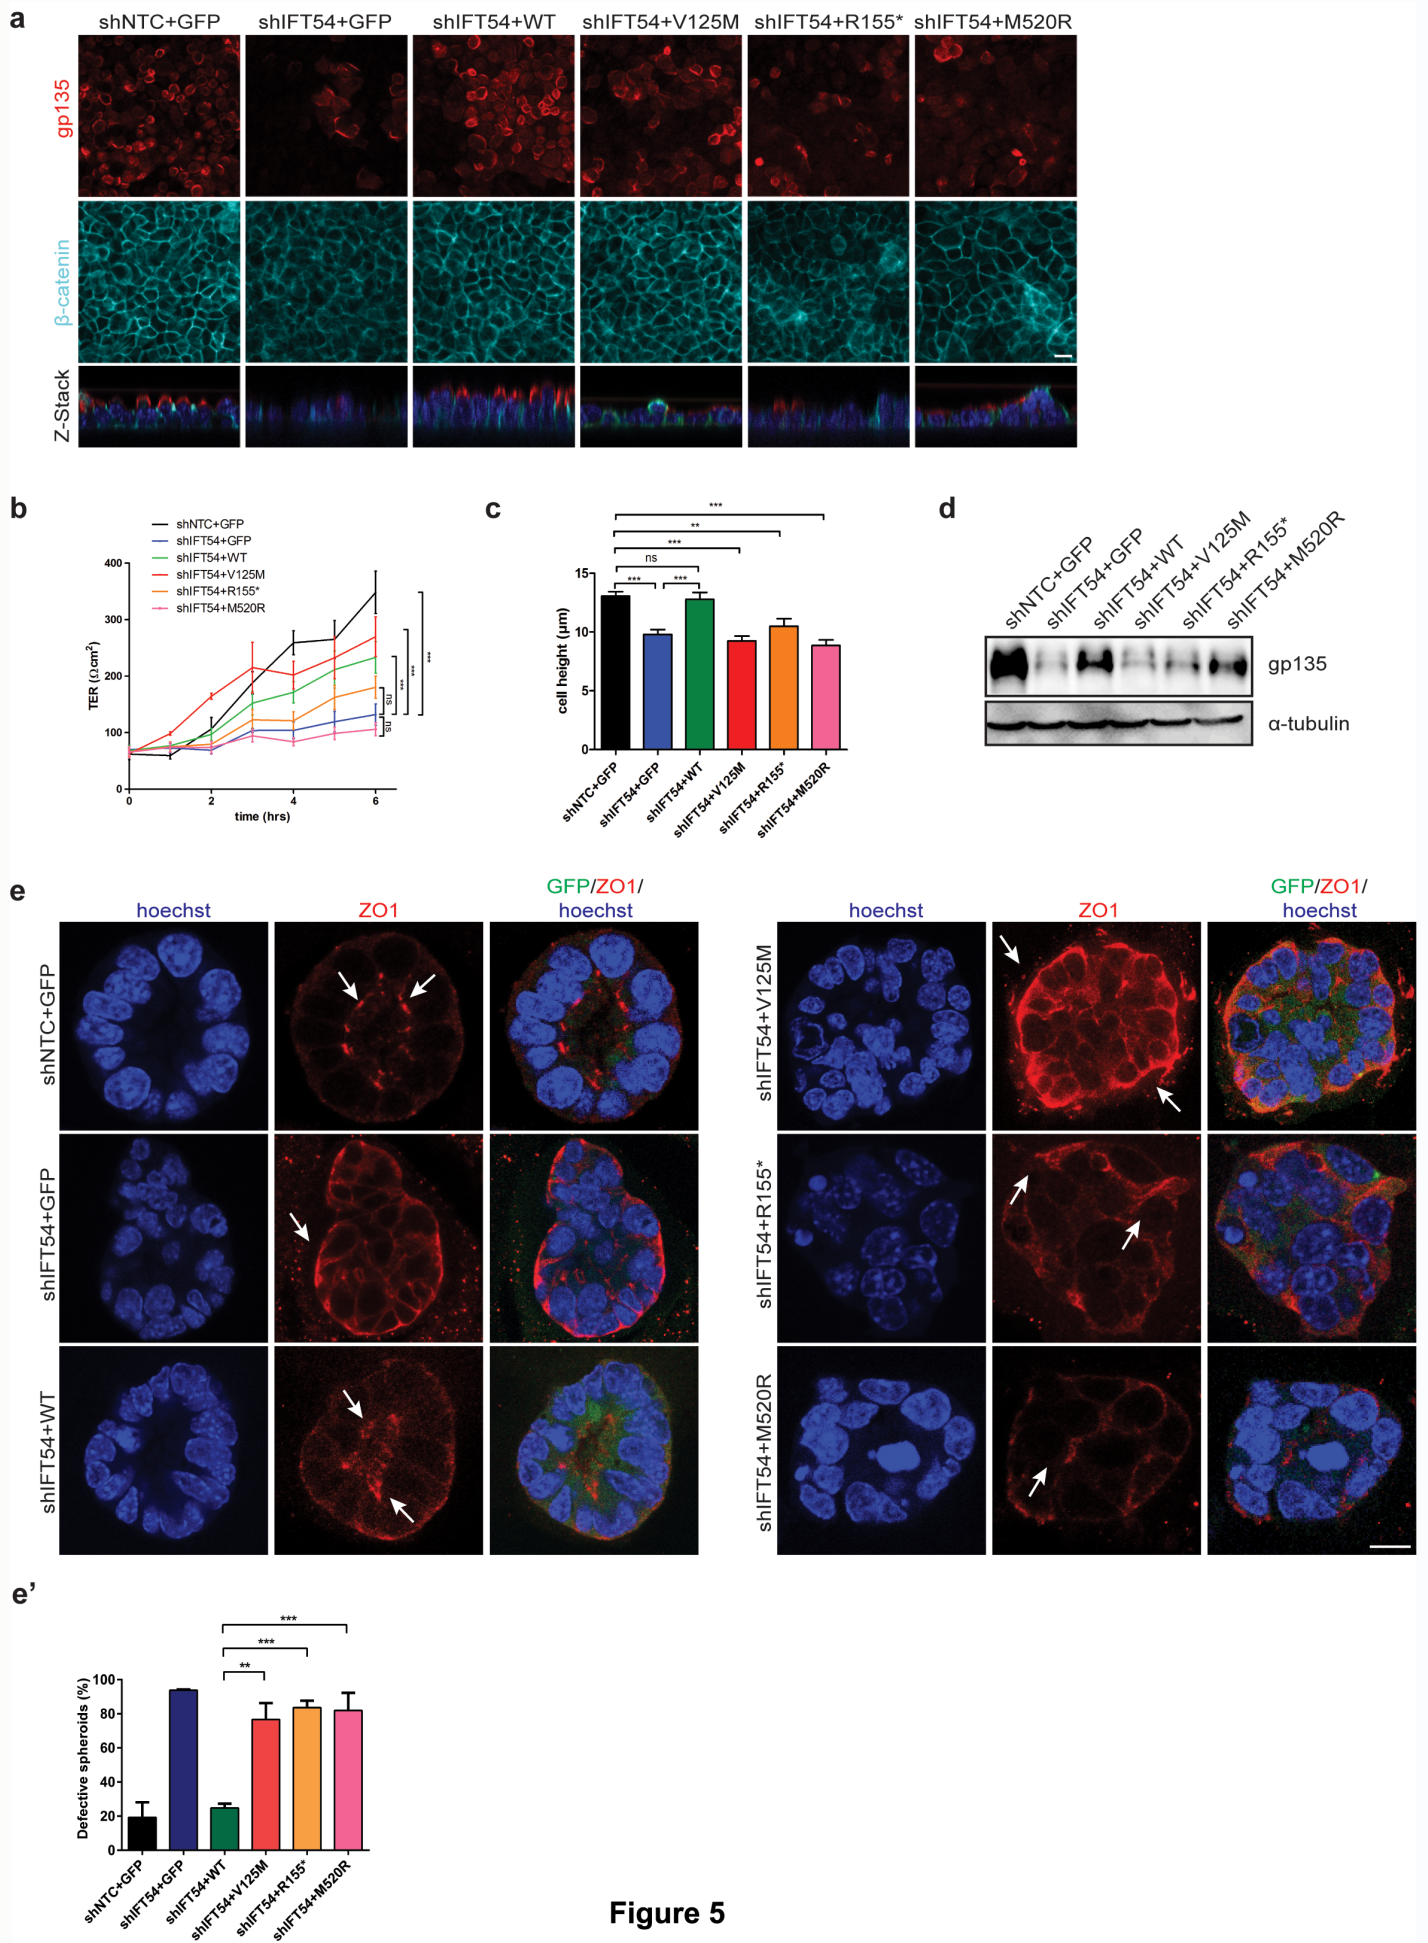 a
shNTC+GFP shIFT54+GFP shIFT54+WT shIFT54+V125M shIFT54+R155* shIFT54+M520R
gp135
β-catenin
Z-Stack
b
shNTC+GFP
shIFT54+GFP
shIFT54+WT
shIFT54+V125M
shIFT54+R155*
shIFT54+M520R
TER (Ωcm²)
400
300
200
100
0
0 2 4 6
time (hrs)
ns
ns
***
***
***
c
***
**
***
ns
*** ***
cell height (µm)
15
10
5
0
shNTC+GFP
shIFT54+GFP
shIFT54+WT
shIFT54+V125M
shIFT54+R155*
shIFT54+M520R
d
shNTC+GFP
shIFT54+GFP
shIFT54+WT
shIFT54+V125M
shIFT54+R155*
shIFT54+M520R
gp135
α-tubulin
e
hoechst ZO1 GFP/ZO1/
hoechst
shNTC+GFP
shIFT54+GFP
shIFT54+WT
hoechst ZO1 GFP/ZO1/
hoechst
shIFT54+V125M
shIFT54+R155*
shIFT54+M520R
e’
***
***
**
Defective spheroids (%)
100
80
60
40
20
0
shNTC+GFP
shIFT54+GFP
shIFT54+WT
shIFT54+V125M
shIFT54+R155*
shIFT54+M520R
Figure 5